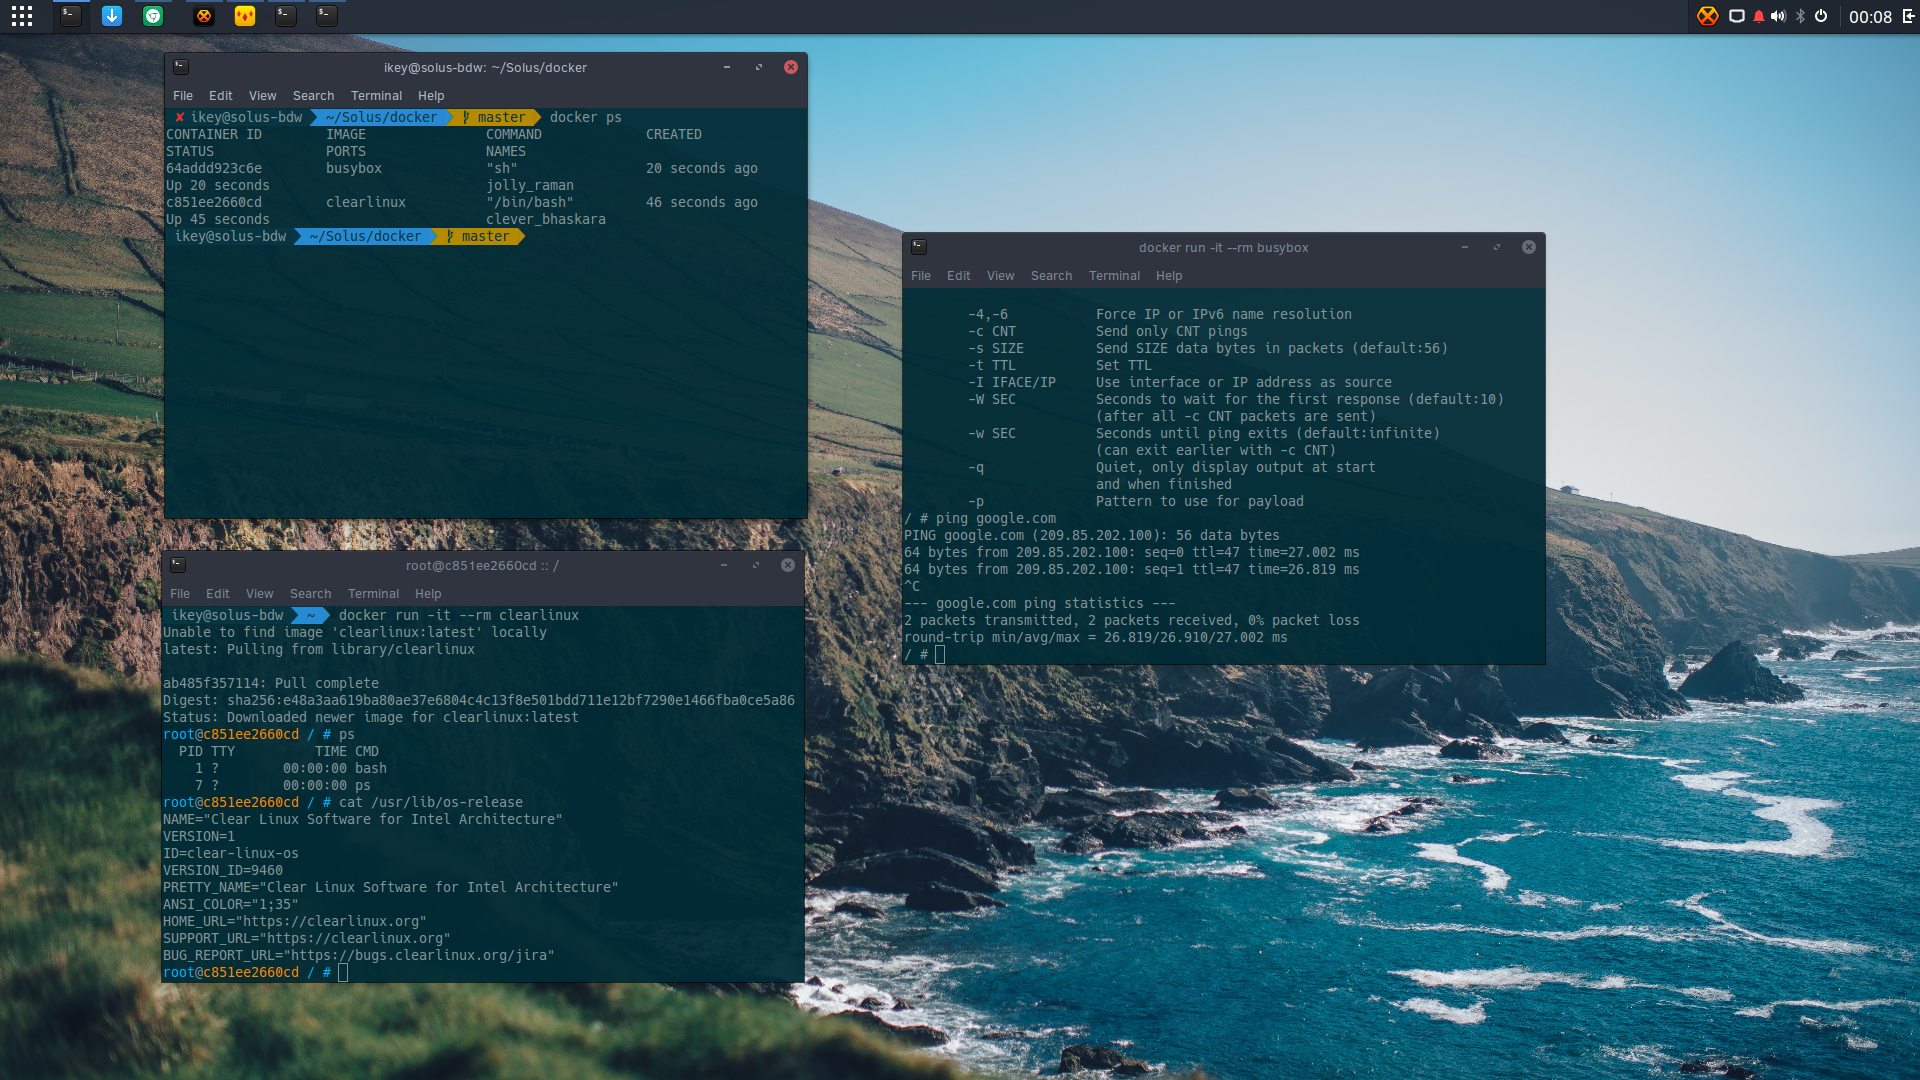 00:08
ikey@solus-bdw: ~/Solus/docker
File Edit View Search Terminal Help
✘ ikey@solus-bdw ~/Solus/docker master docker ps
CONTAINER ID IMAGE COMMAND CREATED
STATUS PORTS NAMES
64addd923c6e busybox "sh" 20 seconds ago
Up 20 seconds jolly_raman
c851ee2660cd clearlinux "/bin/bash" 46 seconds ago
Up 45 seconds clever_bhaskara
ikey@solus-bdw ~/Solus/docker master
docker run -it --rm busybox
File Edit View Search Terminal Help
-4,-6 Force IP or IPv6 name resolution
-c CNT Send only CNT pings
-s SIZE Send SIZE data bytes in packets (default:56)
-t TTL Set TTL
-I IFACE/IP Use interface or IP address as source
-W SEC Seconds to wait for the first response (default:10)
(after all -c CNT packets are sent)
-w SEC Seconds until ping exits (default:infinite)
(can exit earlier with -c CNT)
-q Quiet, only display output at start
and when finished
-p Pattern to use for payload
/ # ping google.com
PING google.com (209.85.202.100): 56 data bytes
64 bytes from 209.85.202.100: seq=0 ttl=47 time=27.002 ms
64 bytes from 209.85.202.100: seq=1 ttl=47 time=26.819 ms
^C
--- google.com ping statistics ---
2 packets transmitted, 2 packets received, 0% packet loss
round-trip min/avg/max = 26.819/26.910/27.002 ms
/ #
root@c851ee2660cd :: /
File Edit View Search Terminal Help
ikey@solus-bdw ~ docker run -it --rm clearlinux
Unable to find image 'clearlinux:latest' locally
latest: Pulling from library/clearlinux
ab485f357114: Pull complete
Digest: sha256:e48a3aa619ba80ae37e6804c4c13f8e501bdd711e12bf7290e1466fba0ce5a86
Status: Downloaded newer image for clearlinux:latest
root@c851ee2660cd / # ps
PID TTY TIME CMD
1 ? 00:00:00 bash
7 ? 00:00:00 ps
root@c851ee2660cd / # cat /usr/lib/os-release
NAME="Clear Linux Software for Intel Architecture"
VERSION=1
ID=clear-linux-os
VERSION_ID=9460
PRETTY_NAME="Clear Linux Software for Intel Architecture"
ANSI_COLOR="1;35"
HOME_URL="https://clearlinux.org"
SUPPORT_URL="https://clearlinux.org"
BUG_REPORT_URL="https://bugs.clearlinux.org/jira"
root@c851ee2660cd / #